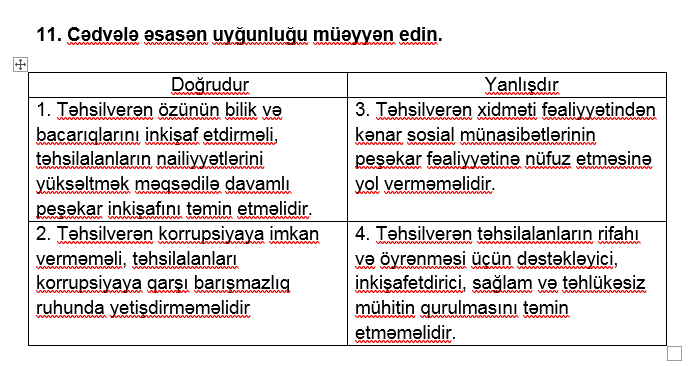 11. Cədvələ əsasən uyğunluğu müəyyən edin.
Doğrudur
Yanlışdır
1. Təhsilverən özünün bilik və
bacarıqlarını inkişaf etdirməli,
təhsilalanların nailiyyətlərini
yüksəltmək məqsədilə davamlı
peşəkar inkişafını təmin etməlidir.
3. Təhsilverən xidməti fəaliyyətindən
kənar sosial münasibətlərinin
peşəkar fəaliyyətinə nüfuz etməsinə
yol verməməlidir.
2. Təhsilverən korrupsiyaya imkan
verməməli, təhsilalanları
korrupsiyaya qarşı barışmazlıq
ruhunda yetişdirməməlidir
4. Təhsilverən təhsilalanların rifahı
və öyrənməsi üçün dəstəkləyici,
inkişafetdirici, sağlam və təhlükəsiz
mühitin qurulmasını təmin
etməməlidir.